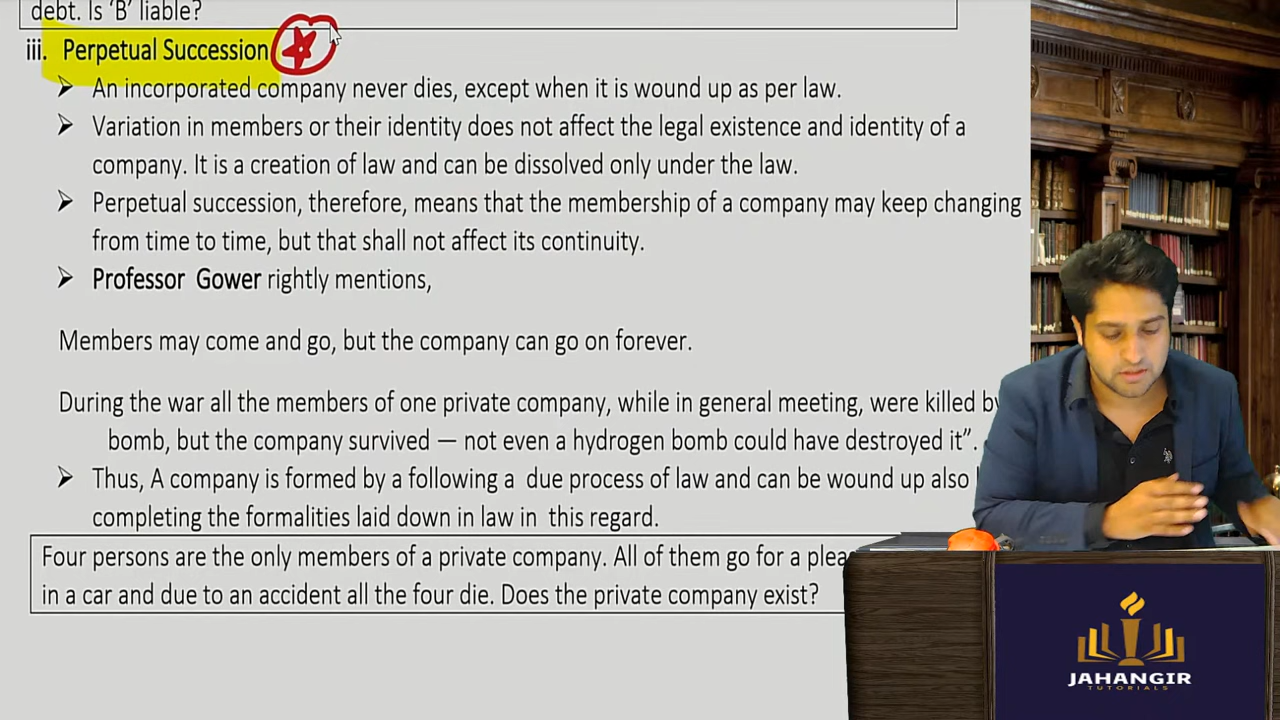 debt. Is ‘B’ liable?
iii. Perpetual Succession
➢ An incorporated company never dies, except when it is wound up as per law.
➢ Variation in members or their identity does not affect the legal existence and identity of a
company. It is a creation of law and can be dissolved only under the law.
➢ Perpetual succession, therefore, means that the membership of a company may keep changing
from time to time, but that shall not affect its continuity.
➢ Professor Gower rightly mentions,
Members may come and go, but the company can go on forever.
During the war all the members of one private company, while in general meeting, were killed by
bomb, but the company survived — not even a hydrogen bomb could have destroyed it”.
➢ Thus, A company is formed by a following a due process of law and can be wound up also
completing the formalities laid down in law in this regard.
Four persons are the only members of a private company. All of them go for a
in a car and due to an accident all the four die. Does the private company exist?
JAHANGIR
TUTORIALS